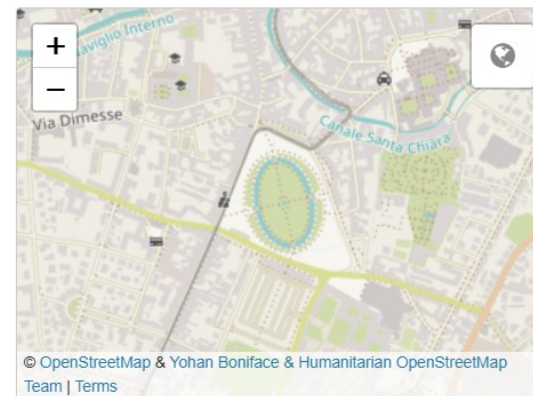 Naviglio Interno
+
−
Via Dimesse
Canale Santa Chiara
© OpenStreetMap & Yohan Boniface & Humanitarian OpenStreetMap
Team | Terms